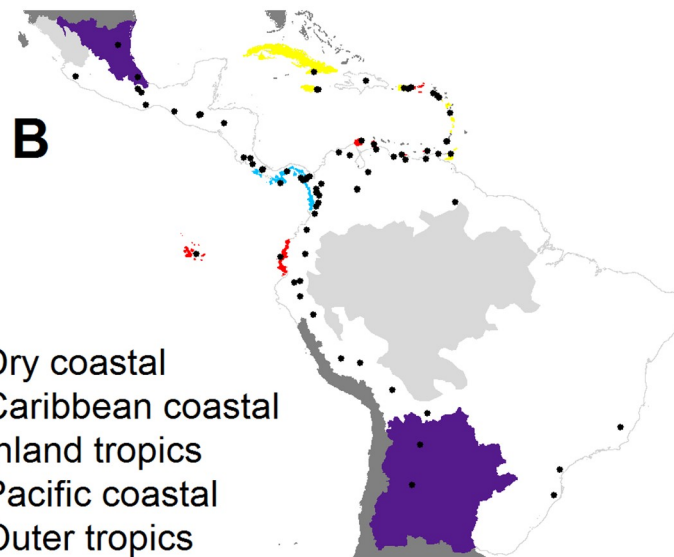 B
Dry coastal
Caribbean coastal
nland tropics
Pacific coastal
Outer tropics